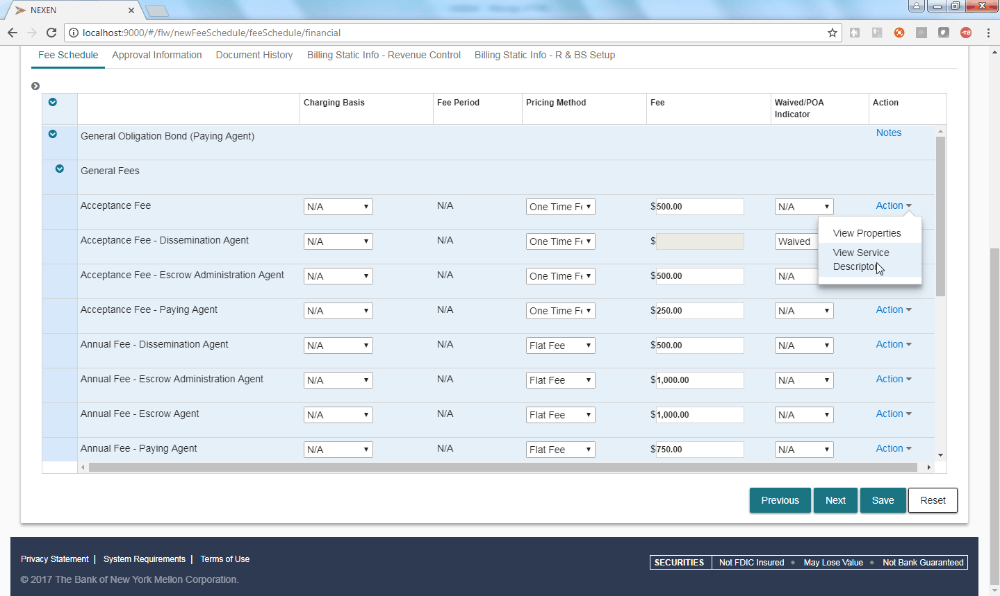 NEXEN
localhost:9000/#/flw/newFeeSchedule/feeSchedule/financial
Fee Schedule Approval Information Document History Billing Static Info - Revenue Control Billing Static Info - R & BS Setup
Charging Basis Fee Period Pricing Method Fee Waived/POA Indicator Action
General Obligation Bond (Paying Agent) Notes
General Fees
Acceptance Fee N/A N/A One Time Fe $500.00 N/A Action
View Properties
View Service
Descriptor
Acceptance Fee - Dissemination Agent N/A N/A One Time Fe $ Waived
Acceptance Fee - Escrow Administration Agent N/A N/A One Time Fe $500.00 N/A
Acceptance Fee - Paying Agent N/A N/A One Time Fe $250.00 N/A Action
Annual Fee - Dissemination Agent N/A N/A Flat Fee $500.00 N/A Action
Annual Fee - Escrow Administration Agent N/A N/A Flat Fee $1,000.00 N/A Action
Annual Fee - Escrow Agent N/A N/A Flat Fee $1,000.00 N/A Action
Annual Fee - Paying Agent N/A N/A Flat Fee $750.00 N/A Action
Previous Next Save Reset
Privacy Statement | System Requirements | Terms of Use
SECURITIES Not FDIC Insured • May Lose Value • Not Bank Guaranteed
© 2017 The Bank of New York Mellon Corporation.